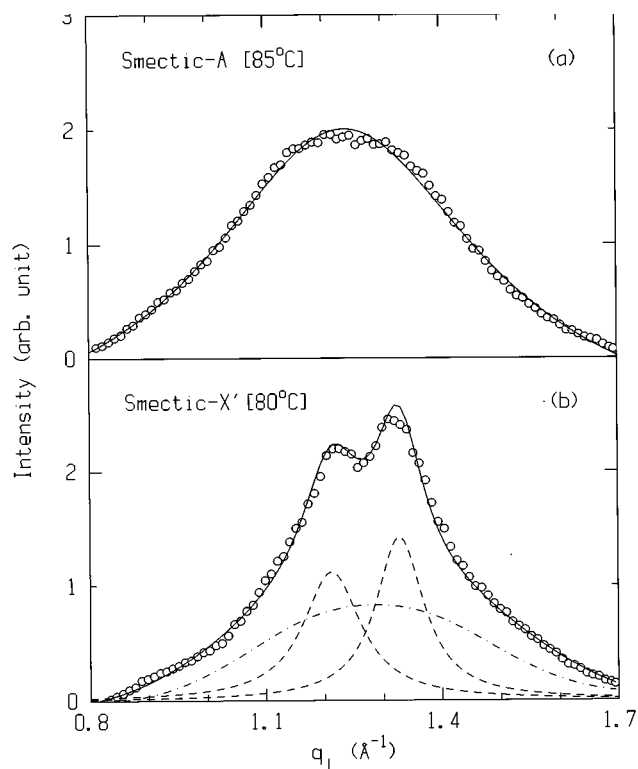 3
Smectic-A [85°C]
(a)
2
1
0
Intensity (arb. unit)
Smectic-X′ [80°C]
(b)
2
1
0
0.8
1.1
1.4
1.7
q⊥ (Å⁻¹)